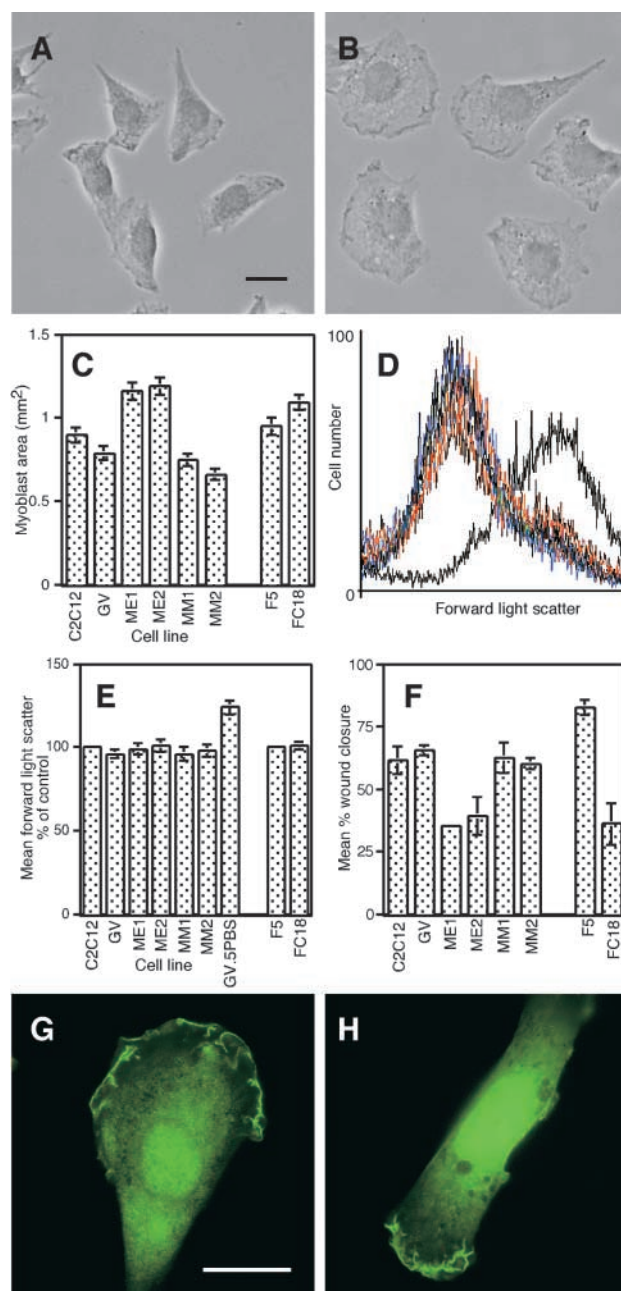 A
B
C
Myoblast area (mm²)
1.5
1
0.5
0
C2C12
GV
ME1
ME2
MM1
MM2
F5
FC18
Cell line
D
Cell number
100
0
Forward light scatter
E
Mean forward light scatter
% of control
150
100
50
0
C2C12
GV
ME1
ME2
MM1
MM2
GV.5PBS
F5
FC18
Cell line
F
Mean % wound closure
100
75
50
25
0
C2C12
GV
ME1
ME2
MM1
MM2
F5
FC18
G
H